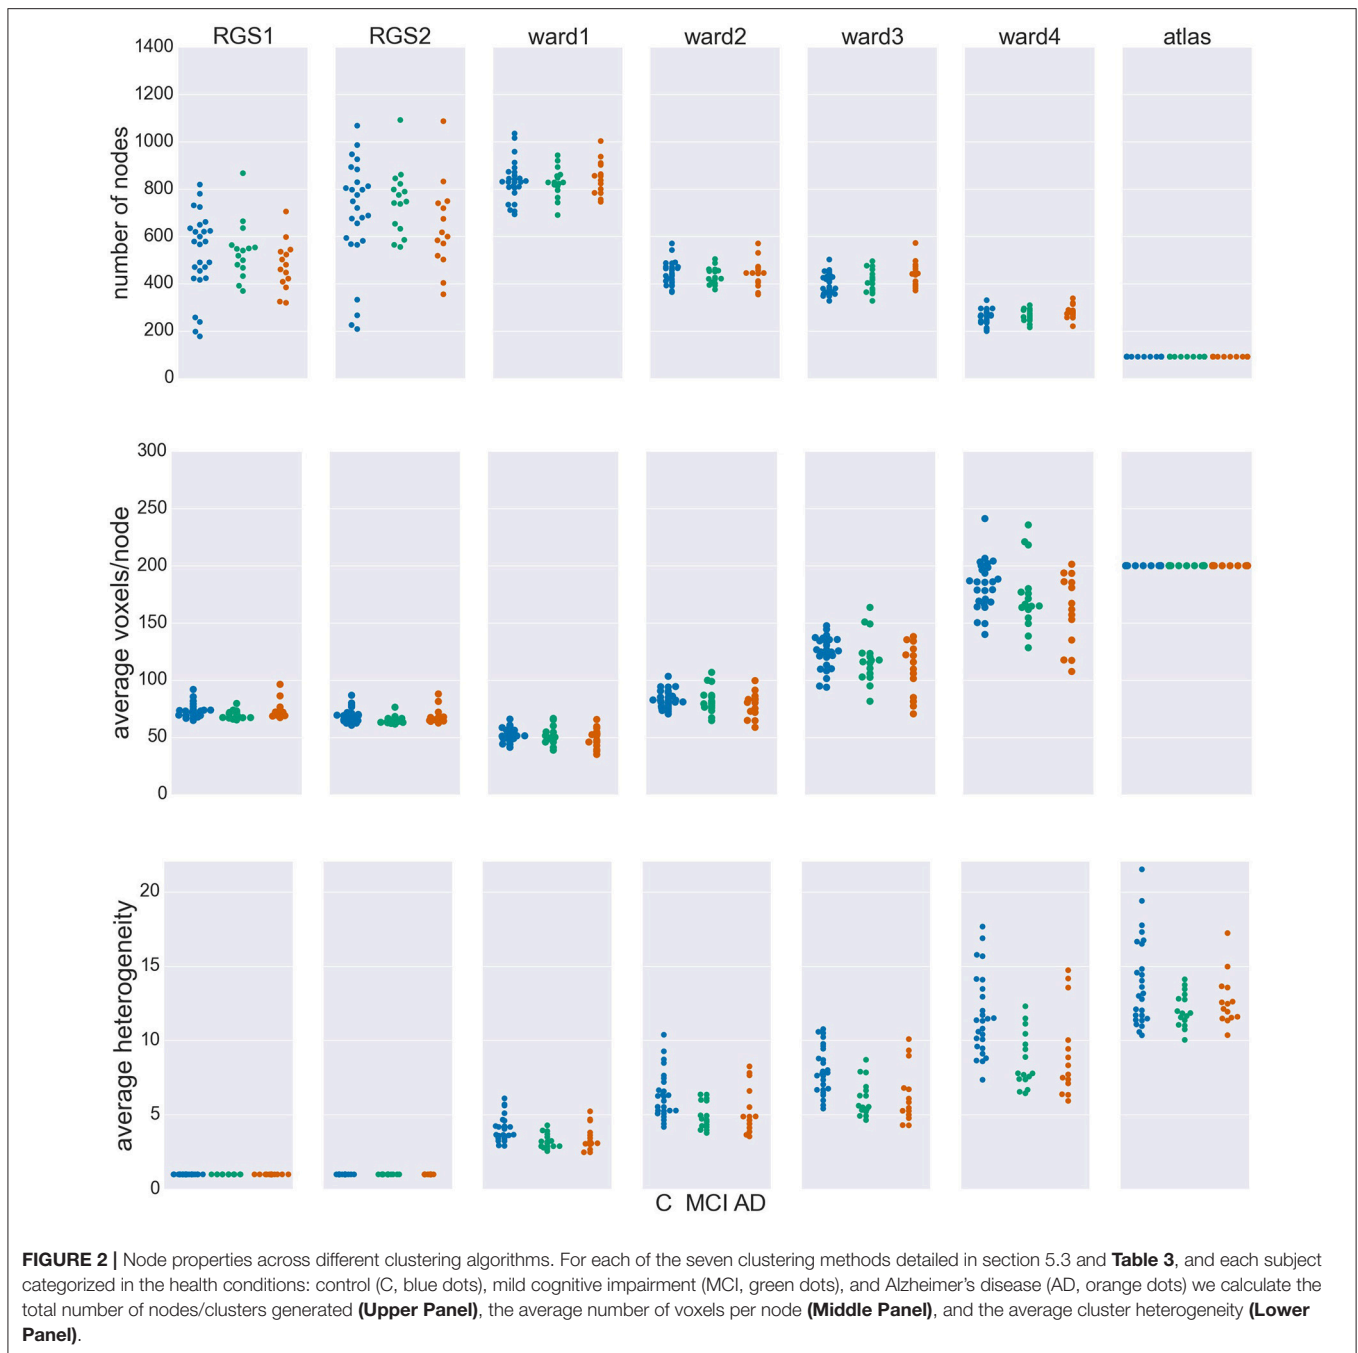 RGS1 RGS2 ward1 ward2 ward3 ward4 atlas
number of nodes
1400
1200
1000
800
600
400
200
0
average voxels/node
300
250
200
150
100
50
0
average heterogeneity
20
15
10
5
0
C MCI AD
FIGURE 2 | Node properties across different clustering algorithms. For each of the seven clustering methods detailed in section 5.3 and Table 3, and each subject
categorized in the health conditions: control (C, blue dots), mild cognitive impairment (MCI, green dots), and Alzheimer's disease (AD, orange dots) we calculate the
total number of nodes/clusters generated (Upper Panel), the average number of voxels per node (Middle Panel), and the average cluster heterogeneity (Lower
Panel).